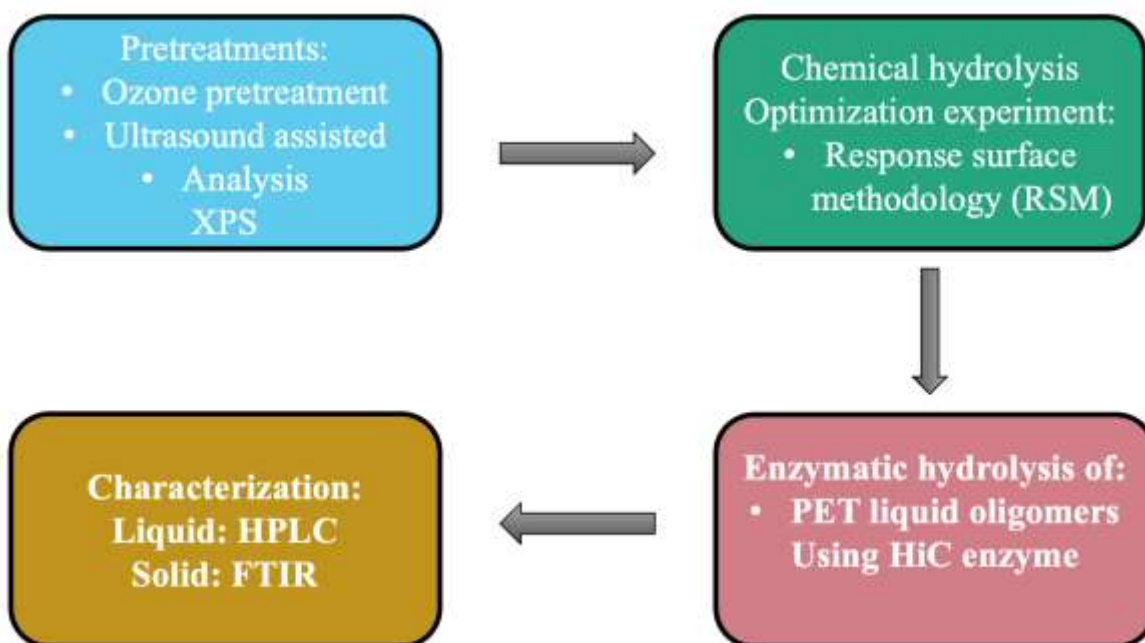 Pretreatments:
• Ozone pretreatment
• Ultrasound assisted
• Analysis
XPS
Chemical hydrolysis
Optimization experiment:
• Response surface
methodology (RSM)
Enzymatic hydrolysis of:
• PET liquid oligomers
Using HiC enzyme
Characterization:
Liquid: HPLC
Solid: FTIR